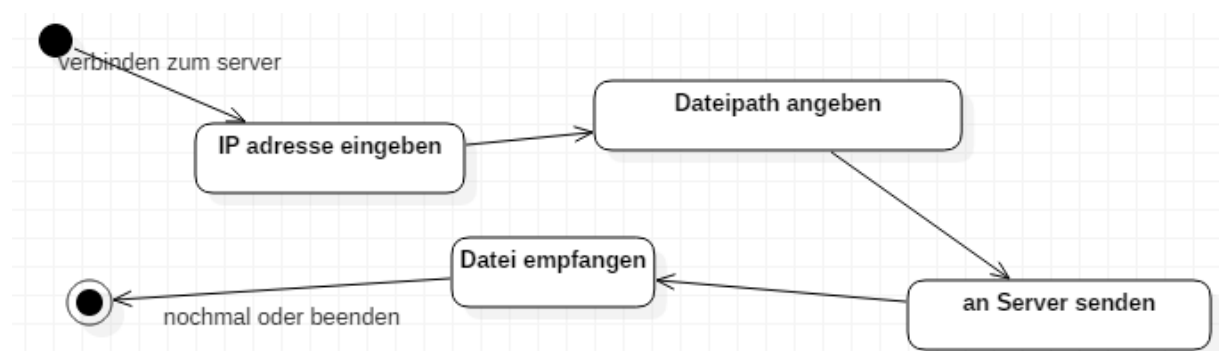 verbinden zum server
IP adresse eingeben
Dateipath angeben
an Server senden
Datei empfangen
nochmal oder beenden